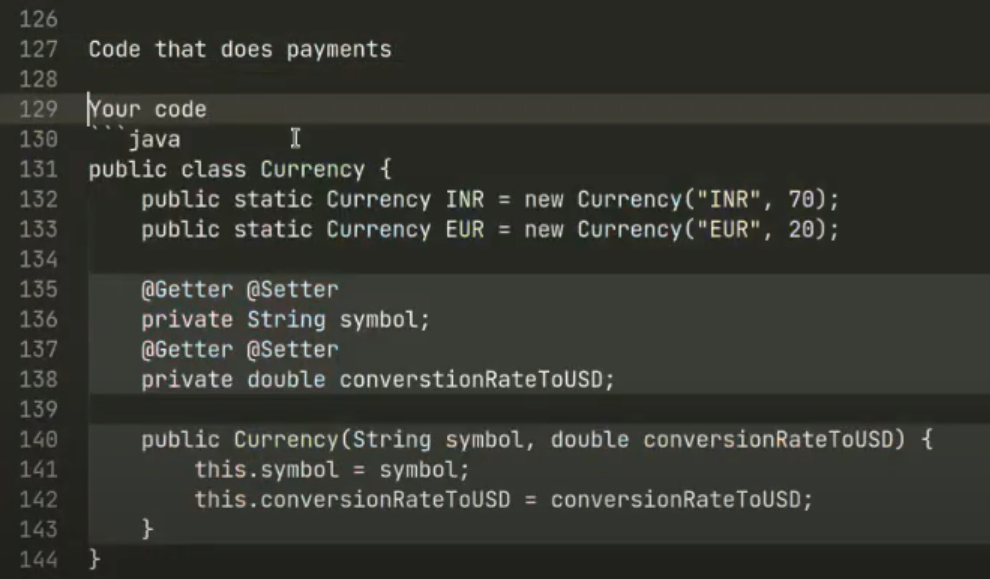 126
127 Code that does payments
128
129 Your code
130 ```java
131 public class Currency {
132     public static Currency INR = new Currency("INR", 70);
133     public static Currency EUR = new Currency("EUR", 20);
134
135     @Getter @Setter
136     private String symbol;
137     @Getter @Setter
138     private double converstionRateToUSD;
139
140     public Currency(String symbol, double conversionRateToUSD) {
141         this.symbol = symbol;
142         this.conversionRateToUSD = conversionRateToUSD;
143     }
144 }